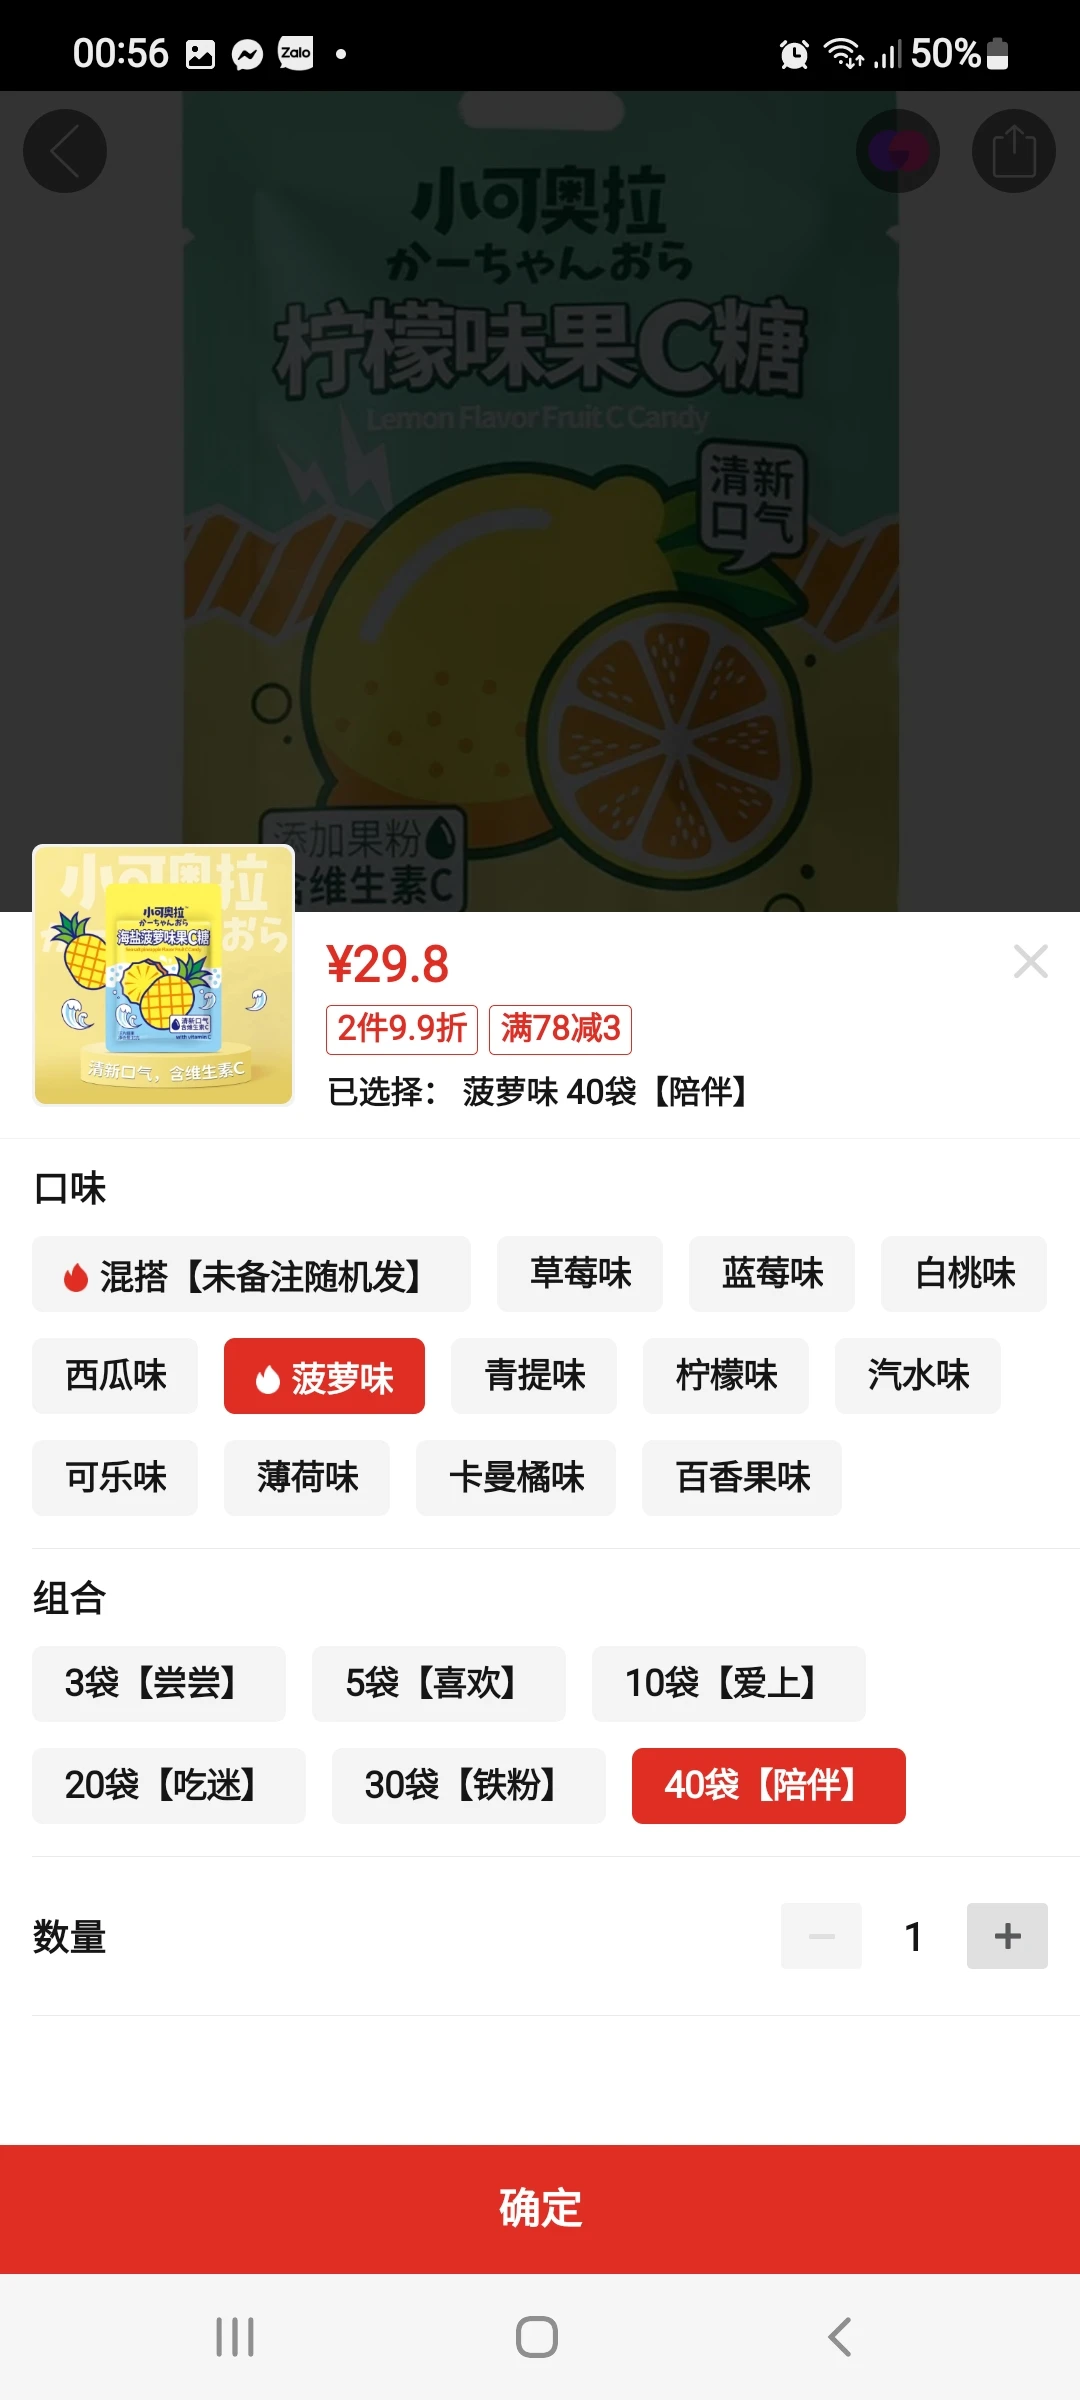 00:56
Zalo
50%
小可奥拉
かーちゃんおら
柠檬味果C糖
Lemon Flavor Fruit C Candy
清新
口气
添加果粉
含维生素C
小可奥拉
かーちゃんおら
海盐菠萝味果C糖
清新口气
含维生素C
with vitamin C
清新口气，含维生素C
¥29.8
2件9.9折 满78减3
已选择： 菠萝味 40袋【陪伴】
口味
混搭【未备注随机发】 草莓味 蓝莓味 白桃味
西瓜味 菠萝味 青提味 柠檬味 汽水味
可乐味 薄荷味 卡曼橘味 百香果味
组合
3袋【尝尝】 5袋【喜欢】 10袋【爱上】
20袋【吃迷】 30袋【铁粉】 40袋【陪伴】
数量 1
确定